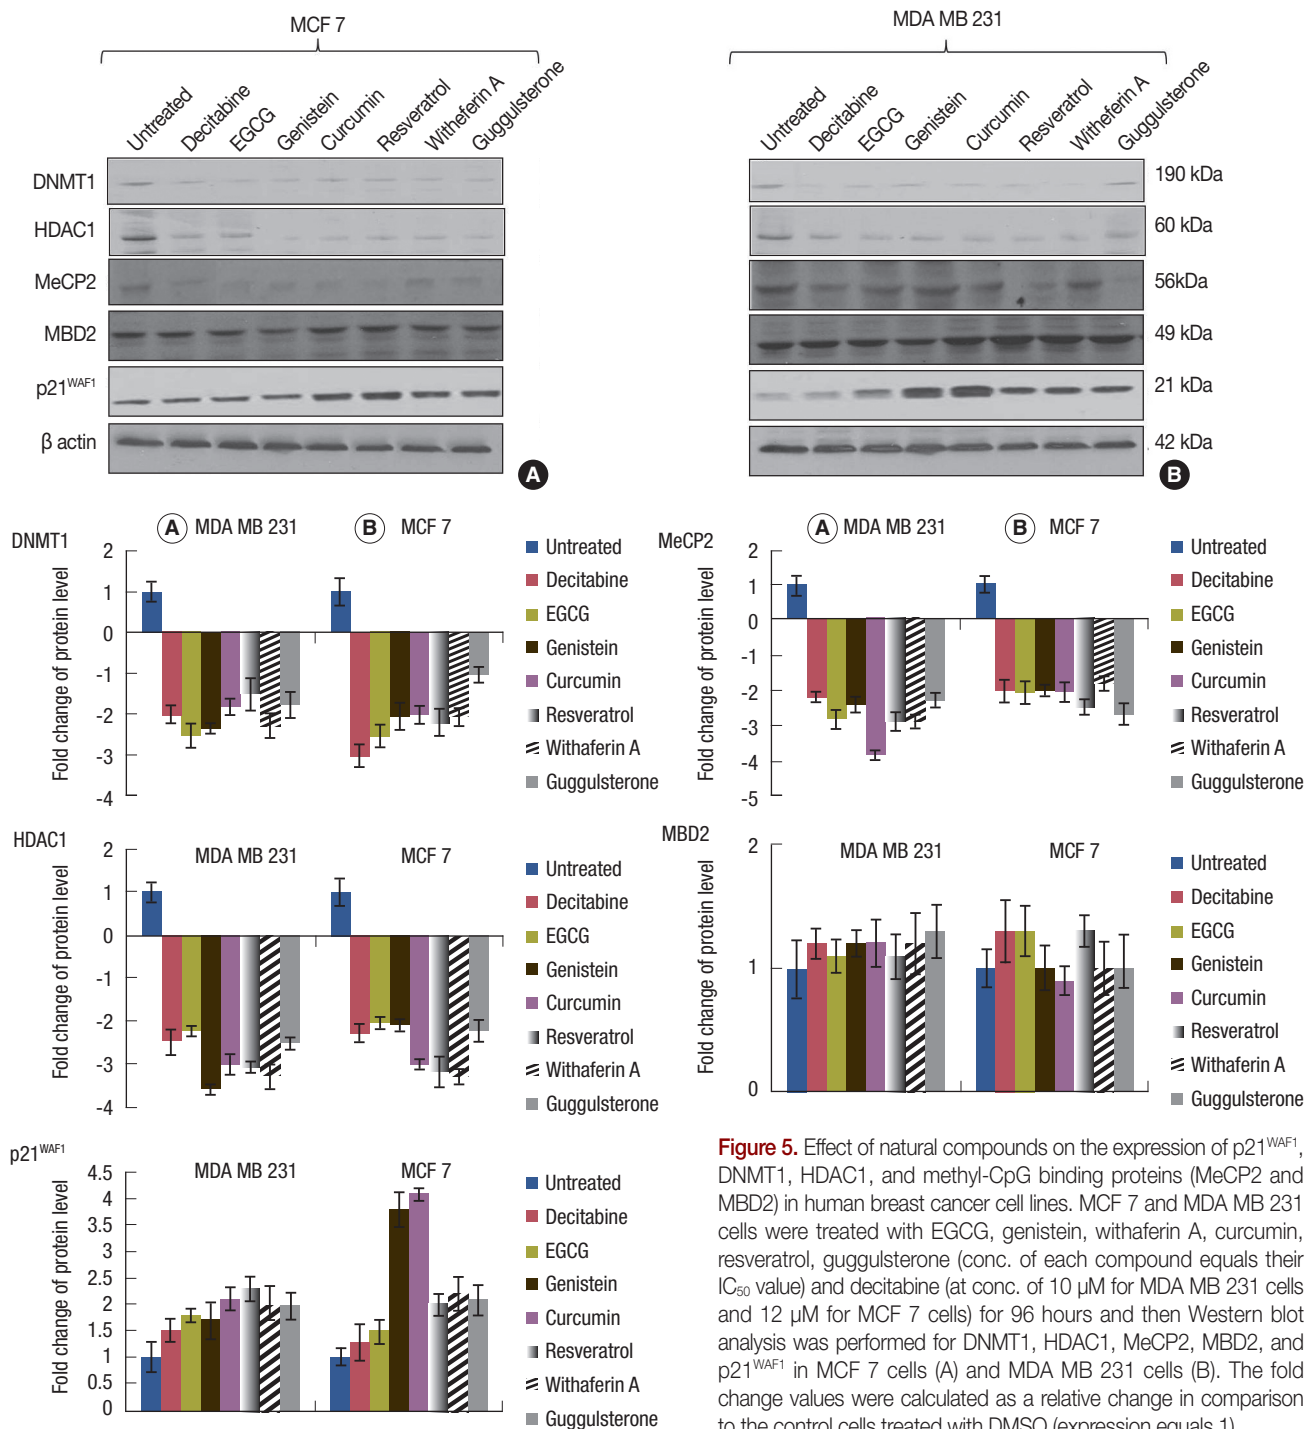 MCF 7
Untreated
Decitabine
EGCG
Genistein
Curcumin
Resveratrol
Witheferin A
Guggulsterone
DNMT1
HDAC1
MeCP2
MBD2
p21WAF1
β actin
A
MDA MB 231
Untreated
Decitabine
EGCG
Genistein
Curcumin
Resveratrol
Witheferin A
Guggulsterone
190 kDa
60 kDa
56kDa
49 kDa
21 kDa
42 kDa
B
DNMT1
A MDA MB 231
B MCF 7
Fold change of protein level
2
1
0
-1
-2
-3
-4
Untreated
Decitabine
EGCG
Genistein
Curcumin
Resveratrol
Withaferin A
Guggulsterone
MeCP2
A MDA MB 231
B MCF 7
Fold change of protein level
2
1
0
-1
-2
-3
-4
-5
Untreated
Decitabine
EGCG
Genistein
Curcumin
Resveratrol
Withaferin A
Guggulsterone
HDAC1
MDA MB 231
MCF 7
Fold change of protein level
2
1
0
-1
-2
-3
-4
Untreated
Decitabine
EGCG
Genistein
Curcumin
Resveratrol
Withaferin A
Guggulsterone
MBD2
MDA MB 231
MCF 7
Fold change of protein level
2
1
0
Untreated
Decitabine
EGCG
Genistein
Curcumin
Resveratrol
Withaferin A
Guggulsterone
p21WAF1
MDA MB 231
MCF 7
Fold change of protein level
4.5
4
3.5
3
2.5
2
1.5
1
0.5
0
Untreated
Decitabine
EGCG
Genistein
Curcumin
Resveratrol
Withaferin A
Guggulsterone
Figure 5. Effect of natural compounds on the expression of p21WAF1,
DNMT1, HDAC1, and methyl-CpG binding proteins (MeCP2 and
MBD2) in human breast cancer cell lines. MCF 7 and MDA MB 231
cells were treated with EGCG, genistein, withaferin A, curcumin,
resveratrol, guggulsterone (conc. of each compound equals their
IC50 value) and decitabine (at conc. of 10 µM for MDA MB 231 cells
and 12 µM for MCF 7 cells) for 96 hours and then Western blot
analysis was performed for DNMT1, HDAC1, MeCP2, MBD2, and
p21WAF1 in MCF 7 cells (A) and MDA MB 231 cells (B). The fold
change values were calculated as a relative change in comparison
to the control cells treated with DMSO (expression equals 1).